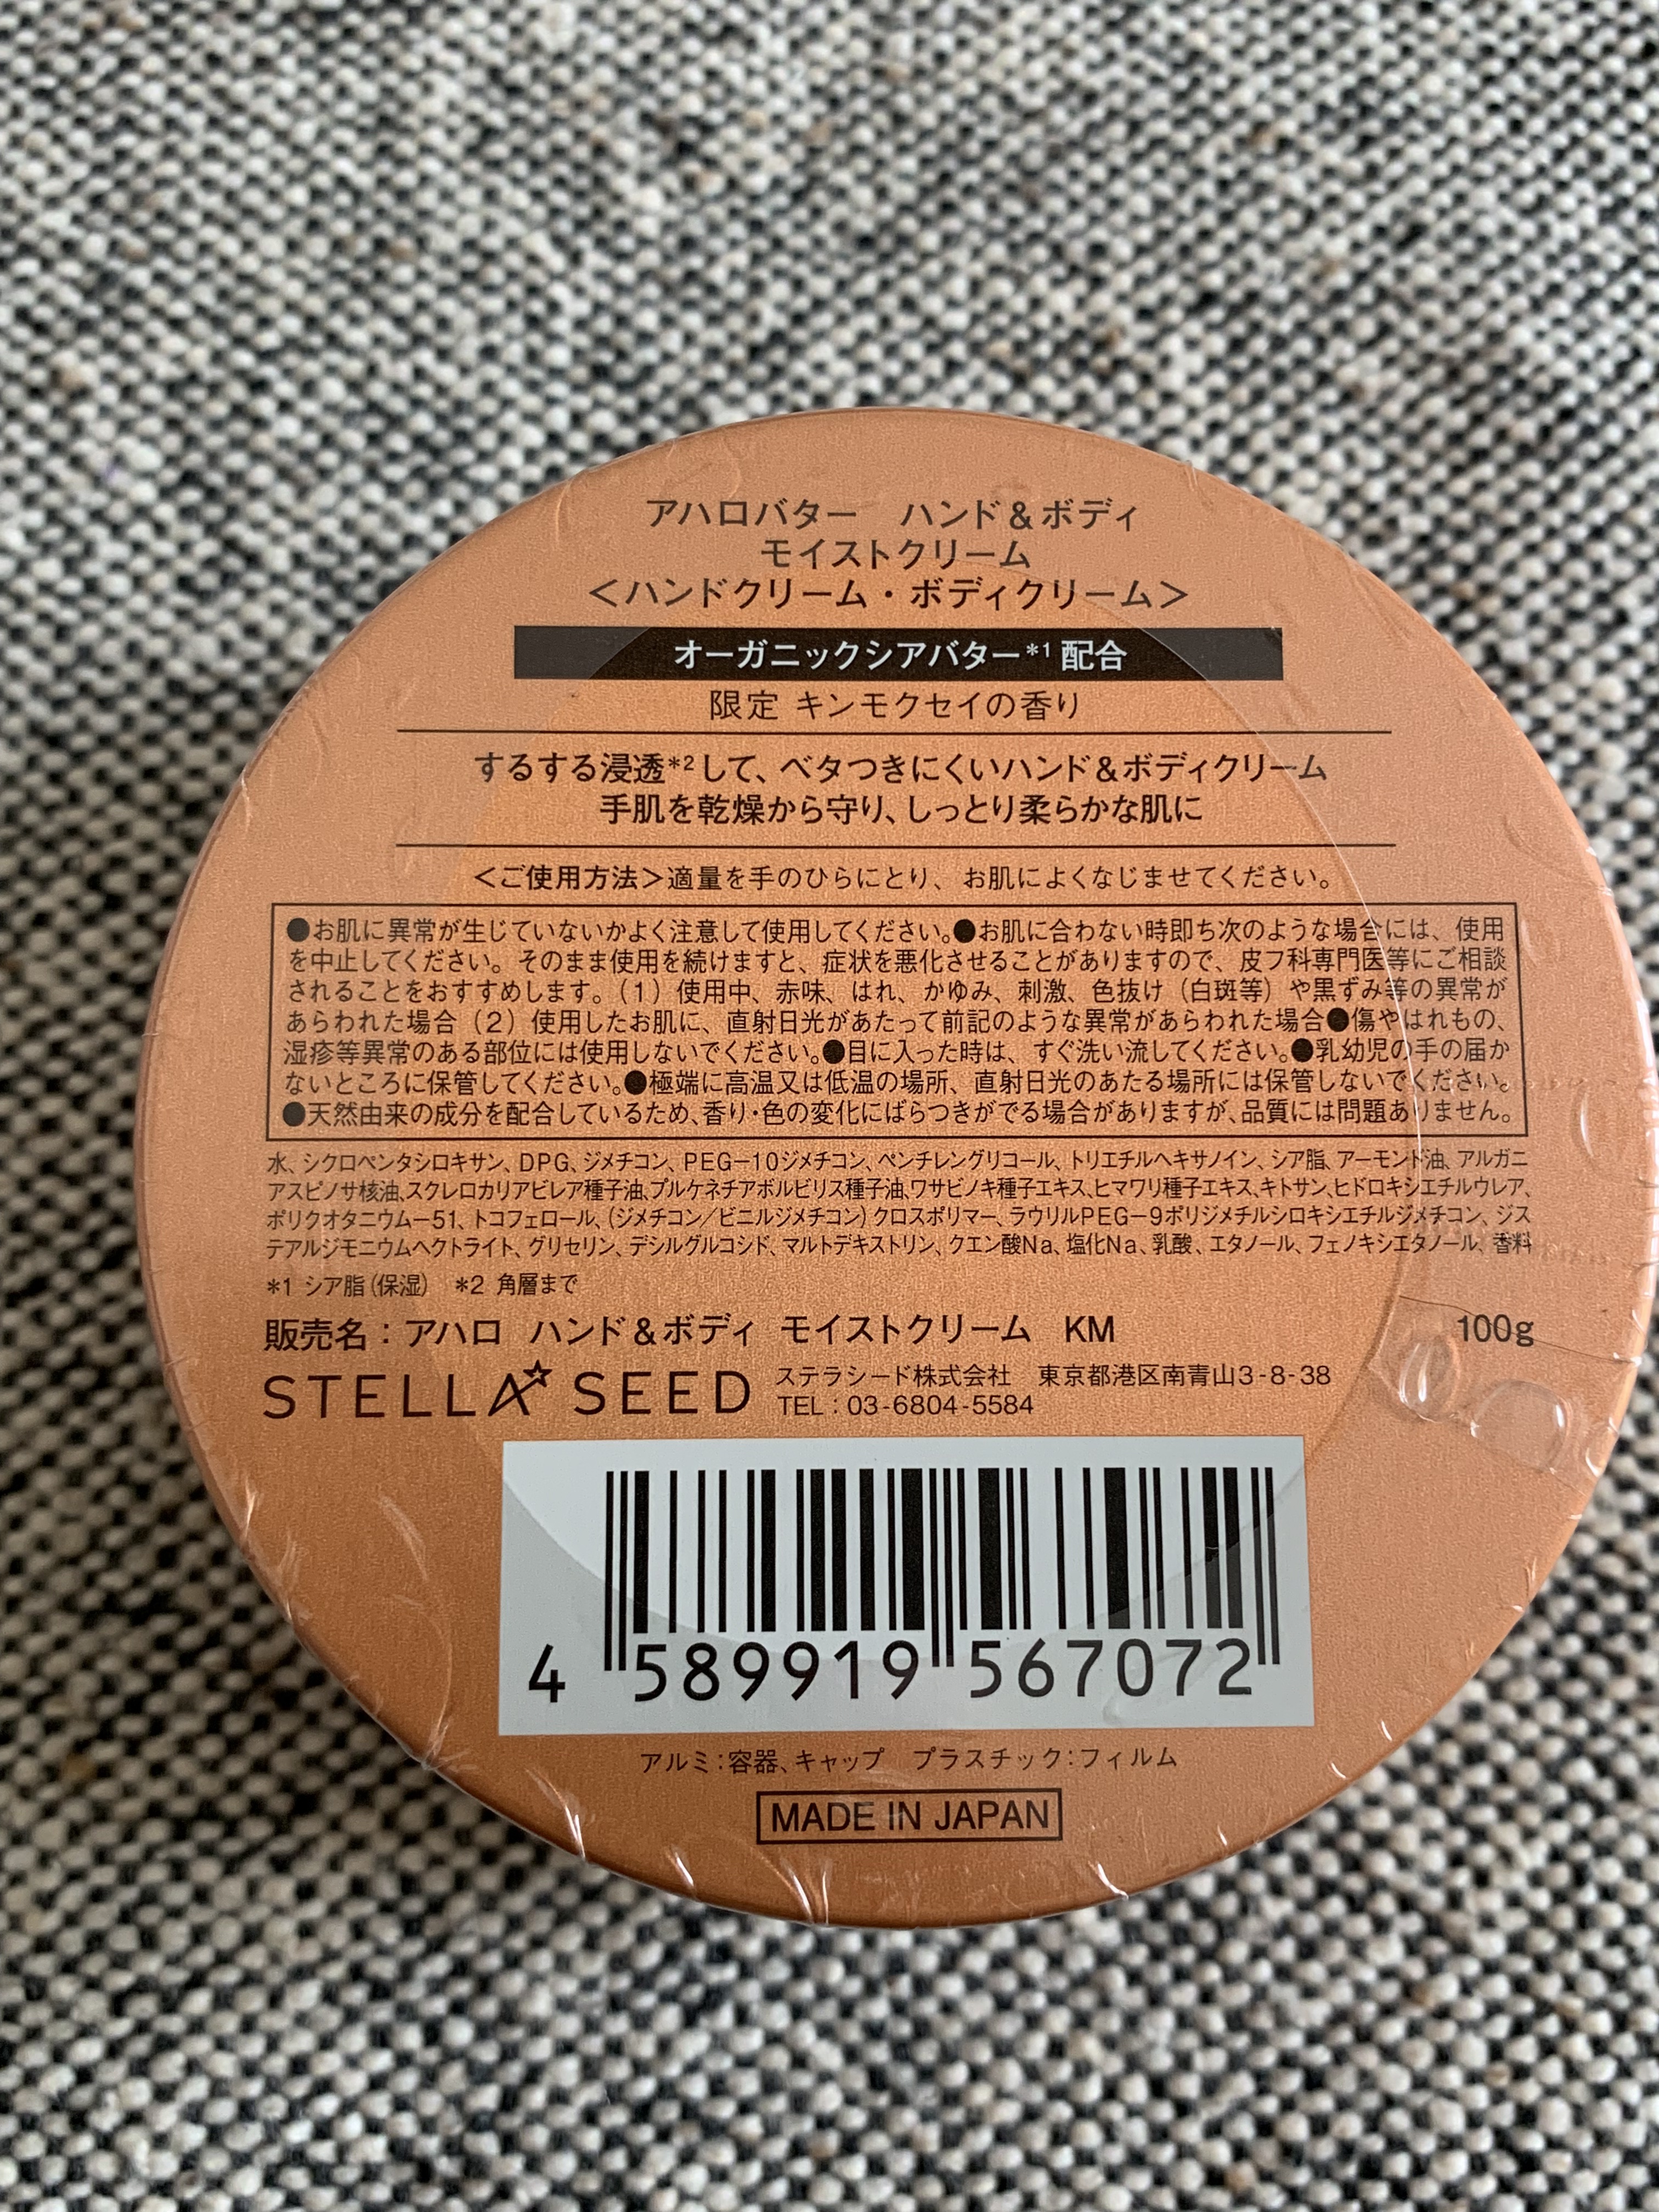 アハロバター ハンド＆ボディ
モイストクリーム
＜ハンドクリーム・ボディクリーム＞
オーガニックシアバター*1 配合
限定 キンモクセイの香り
するする浸透*2して、ベタつきにくいハンド＆ボディクリーム
手肌を乾燥から守り、しっとり柔らかな肌に
＜ご使用方法＞適量を手のひらにとり、お肌によくなじませてください。
●お肌に異常が生じていないかよく注意して使用してください。●お肌に合わない時即ち次のような場合には、使用
を中止してください。そのまま使用を続けますと、症状を悪化させることがありますので、皮フ科専門医等にご相談
されることをおすすめします。（1）使用中、赤味、はれ、かゆみ、刺激、色抜け（白斑等）や黒ずみ等の異常が
あらわれた場合（2）使用したお肌に、直射日光があたって前記のような異常があらわれた場合●傷やはれもの、
湿疹等異常のある部位には使用しないでください。●目に入った時は、すぐ洗い流してください。●乳幼児の手の届か
ないところに保管してください。●極端に高温又は低温の場所、直射日光のあたる場所には保管しないでください。
●天然由来の成分を配合しているため、香り・色の変化にばらつきがでる場合がありますが、品質には問題ありません。
水、シクロペンタシロキサン、DPG、ジメチコン、PEG－10ジメチコン、ペンチレングリコール、トリエチルヘキサノイン、シア脂、アーモンド油、アルガニ
アスピノサ核油、スクレロカリアビレア種子油、プルケネチアボルビリス種子油、ワサビノキ種子エキス、ヒマワリ種子エキス、キトサン、ヒドロキシエチルウレア、
ポリクオタニウム－51、トコフェロール、（ジメチコン／ビニルジメチコン）クロスポリマー、ラウリルPEG－9ポリジメチルシロキシエチルジメチコン、ジス
テアルジモニウムヘクトライト、グリセリン、デシルグルコシド、マルトデキストリン、クエン酸Na、塩化Na、乳酸、エタノール、フェノキシエタノール、香料
*1 シア脂（保湿） *2 角層まで
販売名：アハロ ハンド＆ボディ モイストクリーム KM 100g
STELLA SEED ステラシード株式会社 東京都港区南青山3-8-38
TEL：03-6804-5584
4 589919 567072
アルミ：容器、キャップ プラスチック：フィルム
MADE IN JAPAN